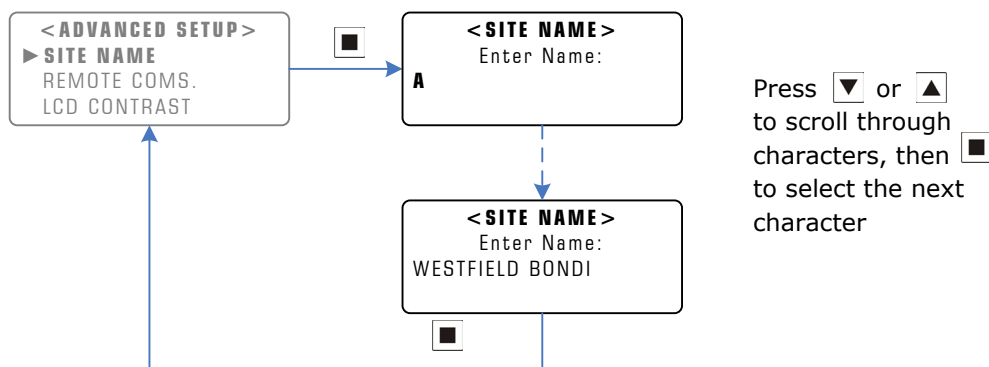 <ADVANCED SETUP>
►SITE NAME
REMOTE COMS.
LCD CONTRAST
<SITE NAME>
Enter Name:
A
<SITE NAME>
Enter Name:
WESTFIELD BONDI
Press ▼ or ▲
to scroll through
characters, then ■
to select the next
character